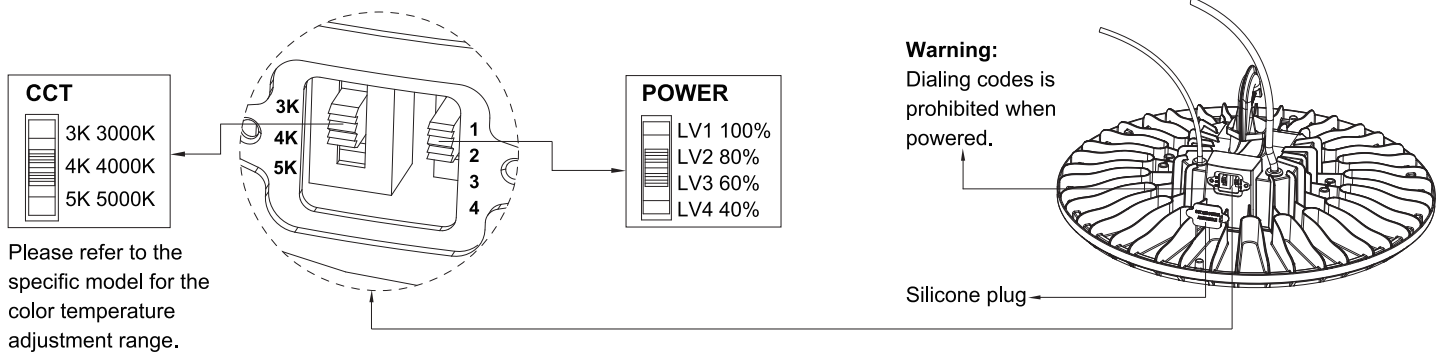 CCT
3K 3000K
4K 4000K
5K 5000K
Please refer to the
specific model for the
color temperature
adjustment range.
3K
4K
5K
1
2
3
4
POWER
LV1 100%
LV2 80%
LV3 60%
LV4 40%
Warning:
Dialing codes is
prohibited when
powered.
Silicone plug